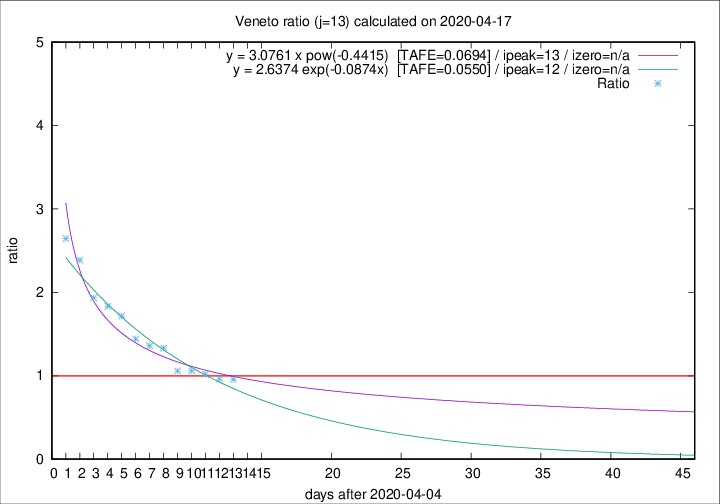 Veneto ratio (j=13) calculated on 2020-04-17
y = 3.0761 x pow(-0.4415) [TAFE=0.0694] / ipeak=13 / izero=n/a
y = 2.6374 exp(-0.0874x) [TAFE=0.0550] / ipeak=12 / izero=n/a
Ratio
5
4
3
2
1
0
ratio
0 1 2 3 4 5 6 7 8 9 10 11 12 13 14 15 20 25 30 35 40 45
days after 2020-04-04